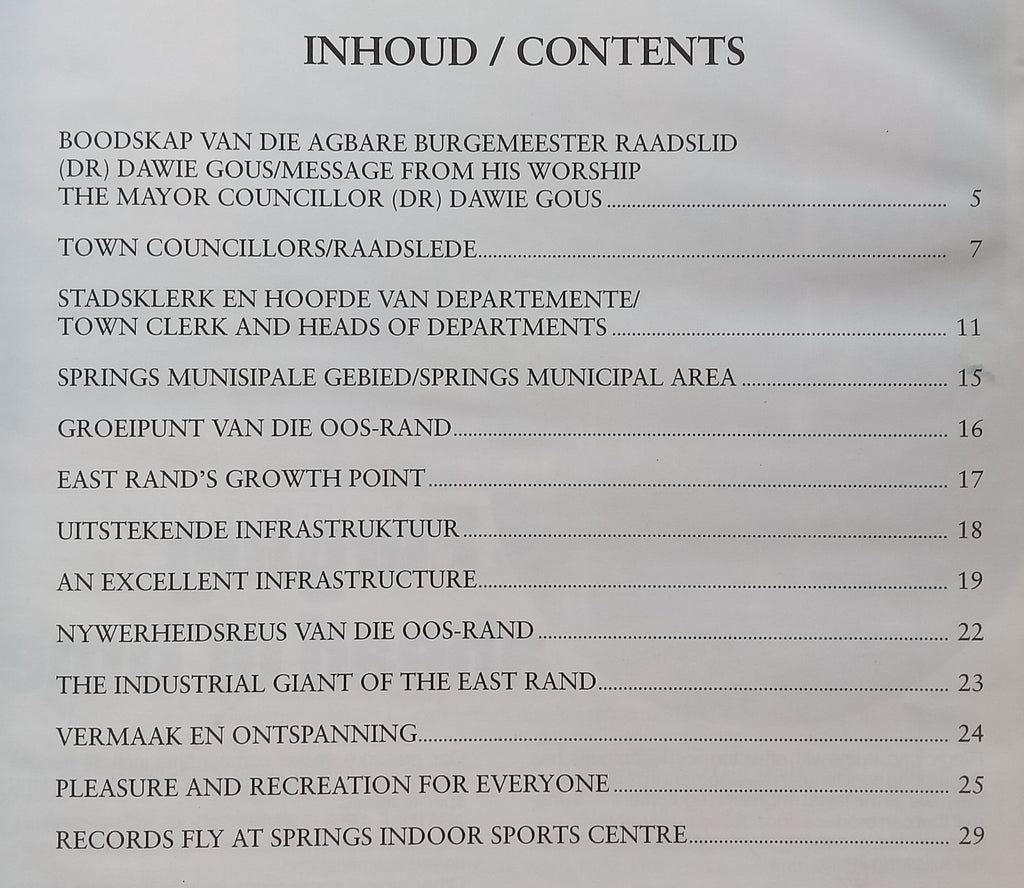 INHOUD / CONTENTS
BOODSKAP VAN DIE AGBARE BURGEMEESTER RAADSLID
(DR) DAWIE GOUS/MESSAGE FROM HIS WORSHIP
THE MAYOR COUNCILLOR (DR) DAWIE GOUS ........ 5
TOWN COUNCILLORS/RAADSLEDE ........ 7
STADSKLERK EN HOOFDE VAN DEPARTEMENTE/
TOWN CLERK AND HEADS OF DEPARTMENTS ........ 11
SPRINGS MUNISIPALE GEBIED/SPRINGS MUNICIPAL AREA ........ 15
GROEIPUNT VAN DIE OOS-RAND ........ 16
EAST RAND'S GROWTH POINT ........ 17
UITSTEKENDE INFRASTRUKTUUR ........ 18
AN EXCELLENT INFRASTRUCTURE ........ 19
NYWERHEIDSREUS VAN DIE OOS-RAND ........ 22
THE INDUSTRIAL GIANT OF THE EAST RAND ........ 23
VERMAAK EN ONTSPANNING ........ 24
PLEASURE AND RECREATION FOR EVERYONE ........ 25
RECORDS FLY AT SPRINGS INDOOR SPORTS CENTRE ........ 29